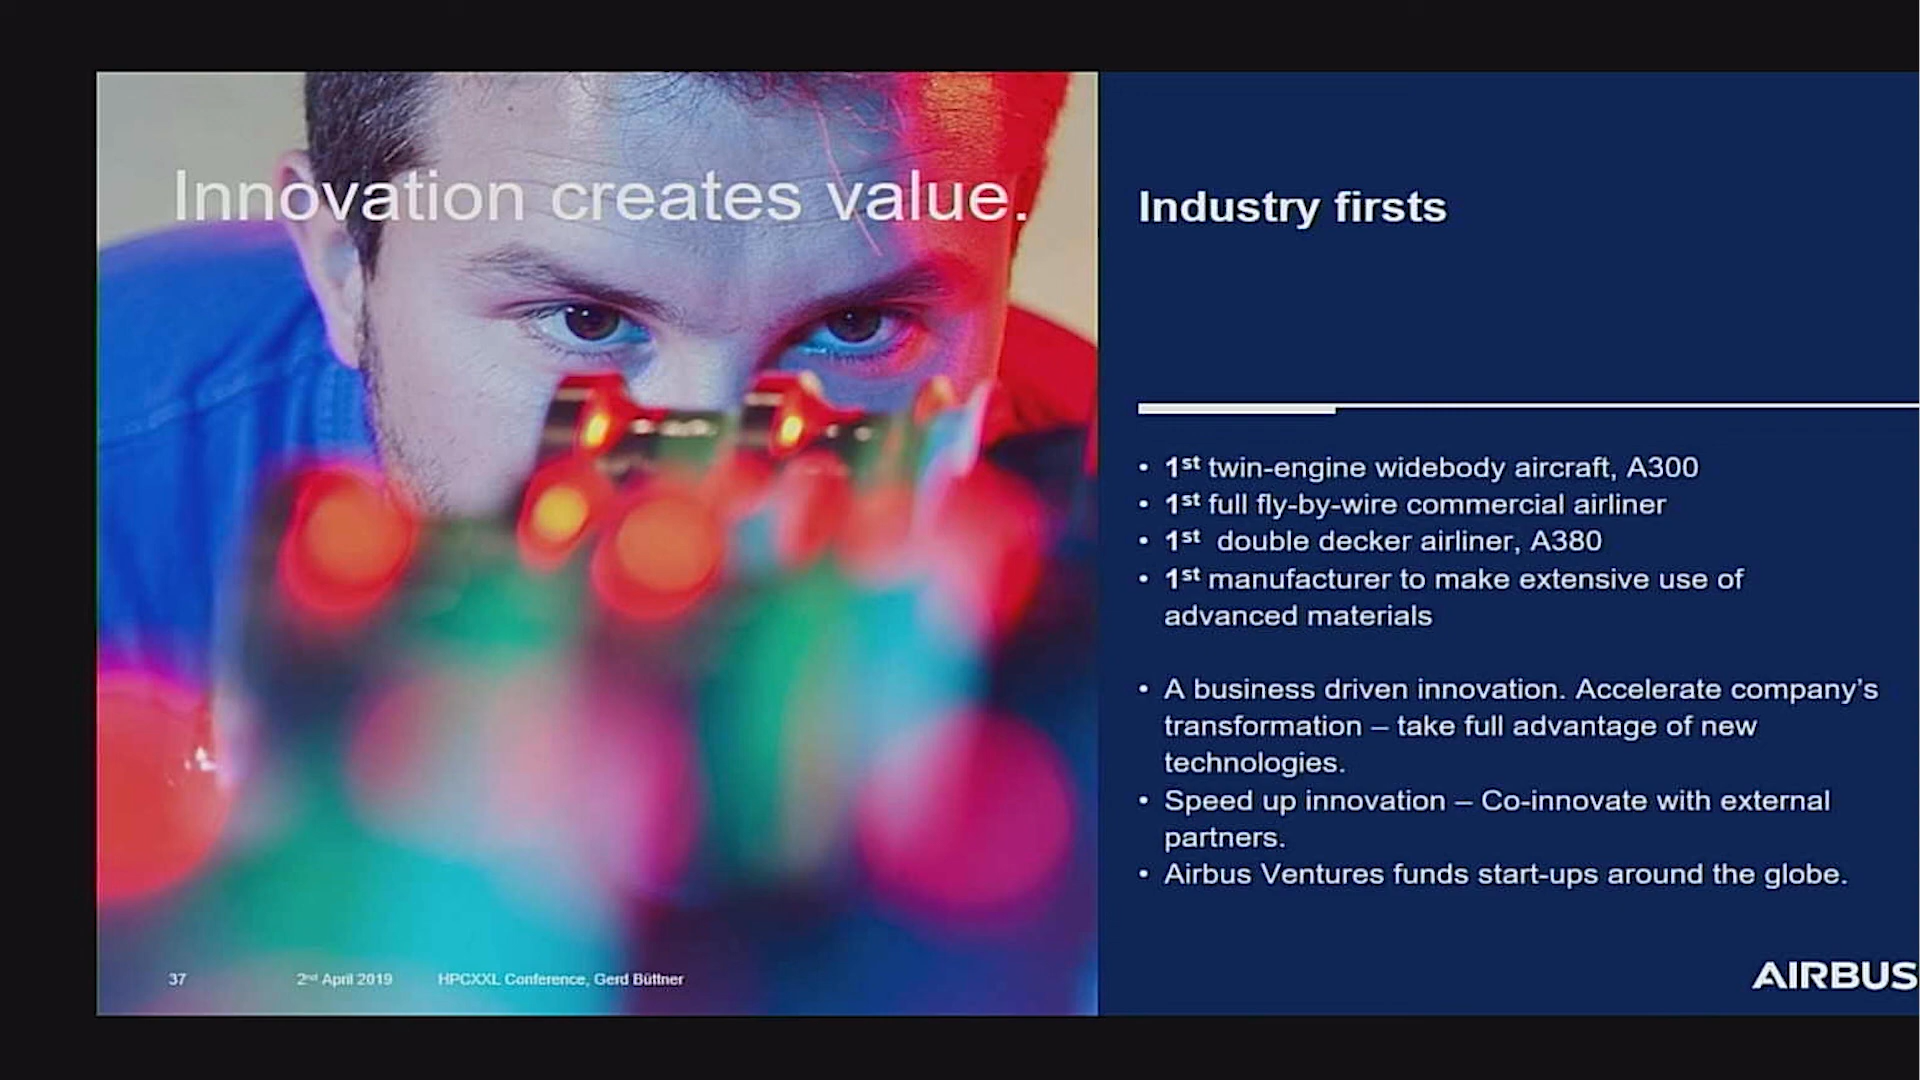 Innovation creates value.
Industry firsts
• 1st twin-engine widebody aircraft, A300
• 1st full fly-by-wire commercial airliner
• 1st double decker airliner, A380
• 1st manufacturer to make extensive use of
advanced materials
• A business driven innovation. Accelerate company’s
transformation – take full advantage of new
technologies.
• Speed up innovation – Co-innovate with external
partners.
• Airbus Ventures funds start-ups around the globe.
37 2nd April 2019 HPCXXL Conference, Gerd Büttner
AIRBUS